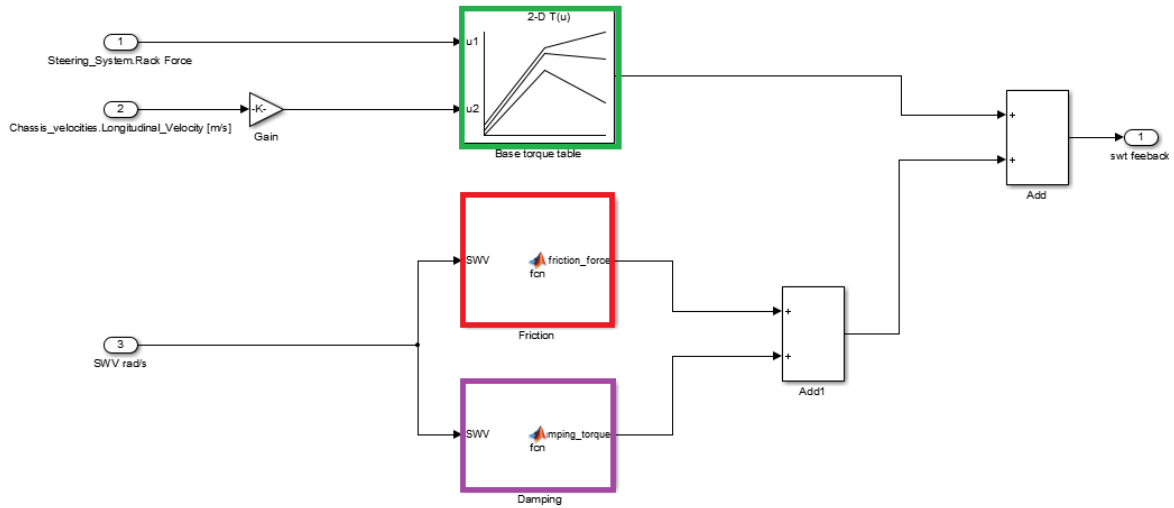 2-D T(u)
1
u1
Steering_System.Rack Force
2
-K-
u2
Chassis_velocities.Longitudinal_Velocity [m/s]
Gain
Base torque table
+
+
1
swt feeback
Add
SWV
friction_force
fcn
Friction
+
+
3
SWV rad/s
Add1
SWV
mping_torque
fcn
Damping